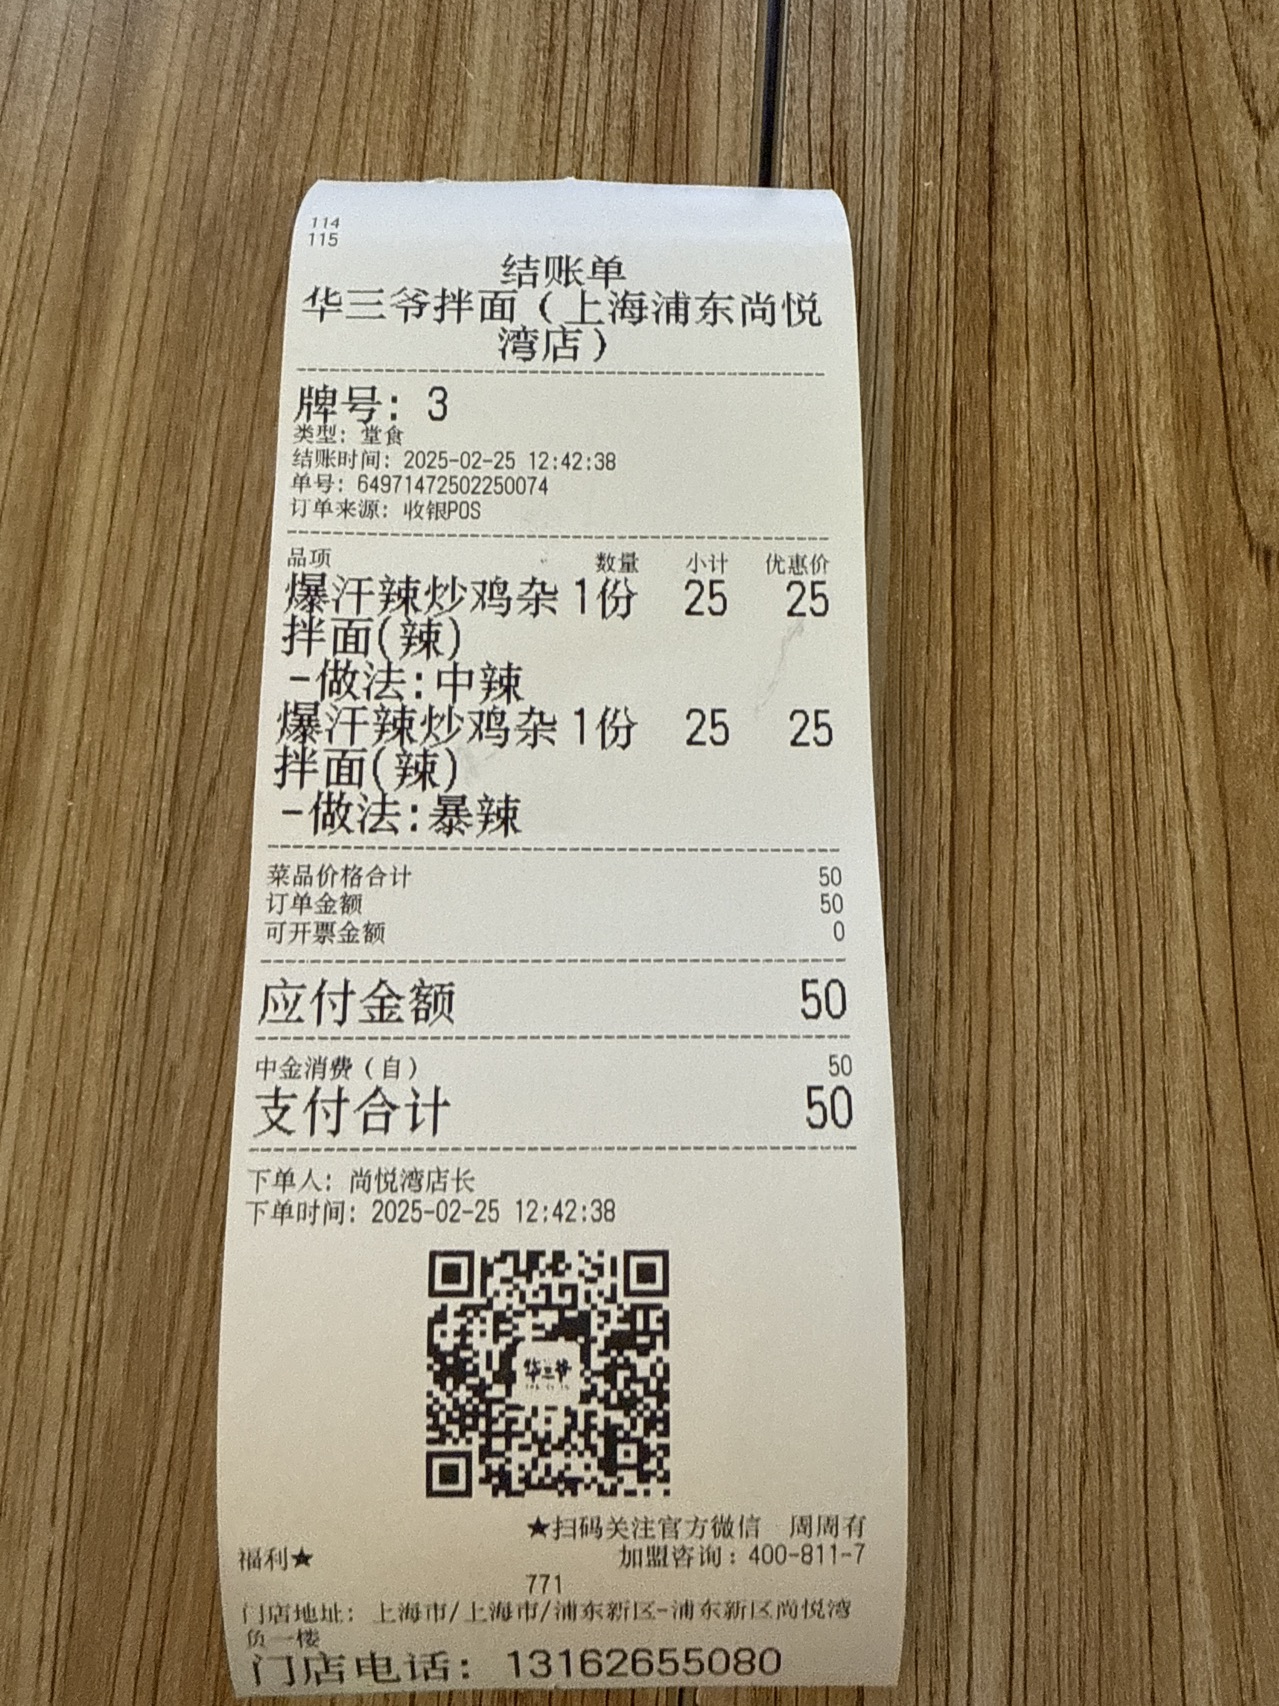 114
115
结账单
华三爷拌面（上海浦东尚悦
湾店）
牌号: 3
类型: 堂食
结账时间: 2025-02-25 12:42:38
单号: 64971472502250074
订单来源: 收银POS
品项 数量 小计 优惠价
爆汗辣炒鸡杂 1份 25 25
拌面(辣)
-做法:中辣
爆汗辣炒鸡杂 1份 25 25
拌面(辣)
-做法:暴辣
菜品价格合计 50
订单金额 50
可开票金额 0
应付金额 50
中金消费（自） 50
支付合计 50
下单人: 尚悦湾店长
下单时间: 2025-02-25 12:42:38
华三爷
★扫码关注官方微信 周周有
福利★ 加盟咨询：400-811-7
771
门店地址: 上海市/上海市/浦东新区-浦东新区尚悦湾
负一楼
门店电话: 13162655080